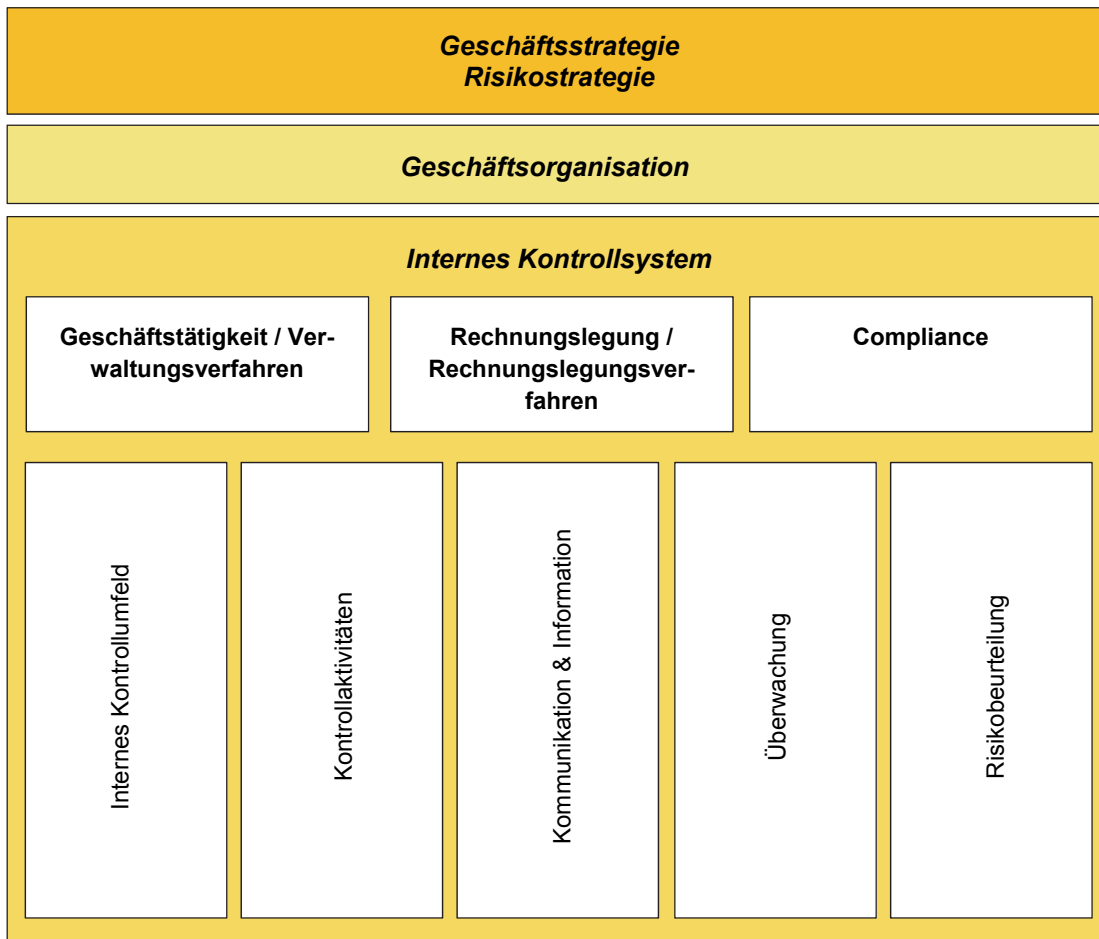 Geschäftsstrategie
Risikostrategie
Geschäftsorganisation
Internes Kontrollsystem
Geschäftstätigkeit / Ver-
waltungsverfahren
Rechnungslegung /
Rechnungslegungsver-
fahren
Compliance
Internes Kontrollumfeld
Kontrollaktivitäten
Kommunikation & Information
Überwachung
Risikobeurteilung